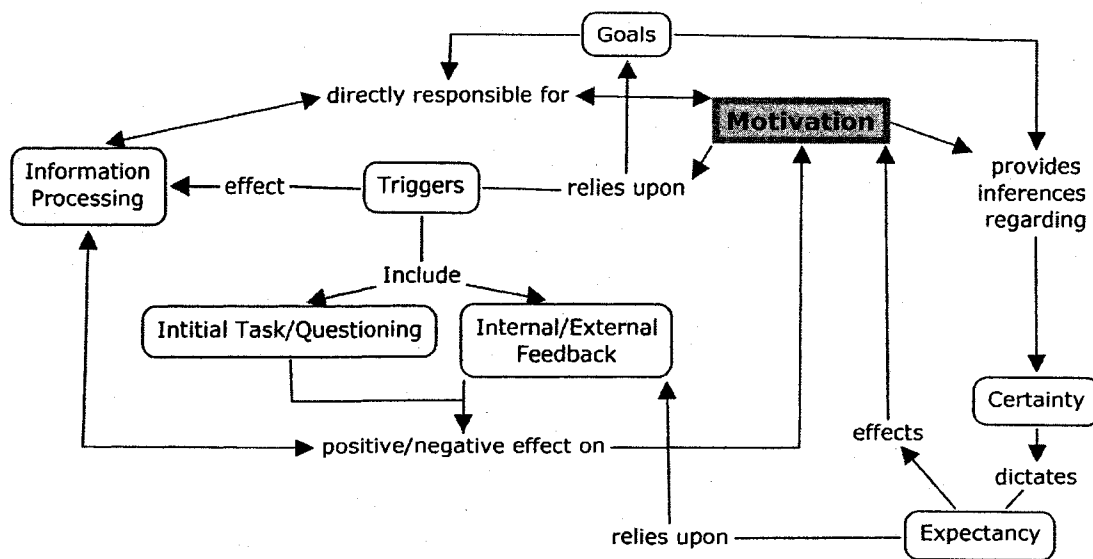 Goals
directly responsible for
Motivation
Information
Processing
effect
Triggers
relies upon
provides
inferences
regarding
Include
Intitial Task/Questioning
Internal/External
Feedback
Certainty
positive/negative effect on
effects
dictates
relies upon
Expectancy